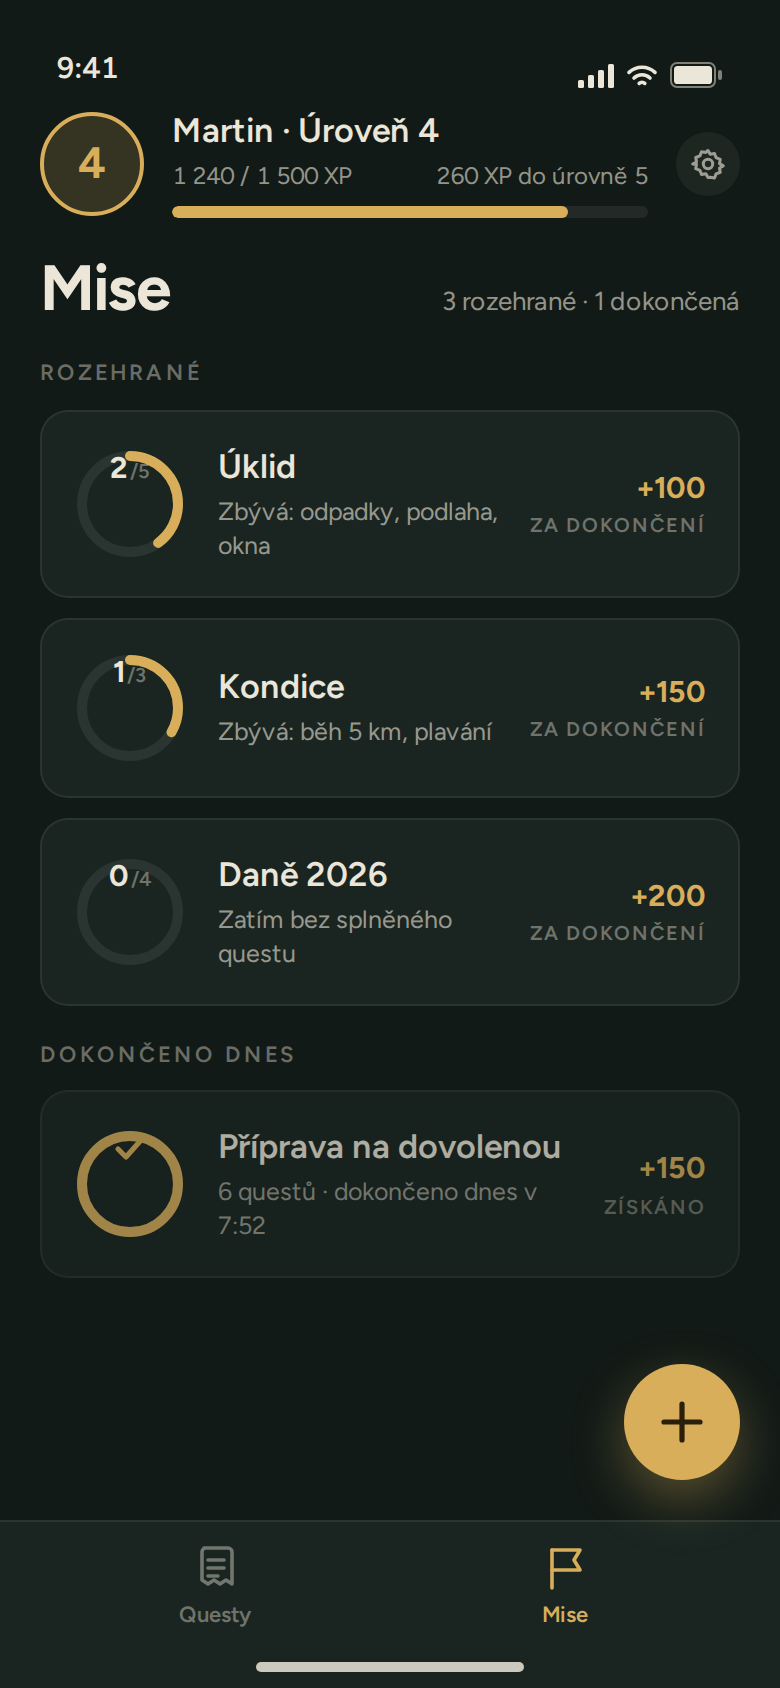 9:41
4
Martin · Úroveň 4
1 240 / 1 500 XP
260 XP do úrovně 5
Mise
3 rozehrané · 1 dokončená
ROZEHRANÉ
2/5
Úklid
Zbývá: odpadky, podlaha,
okna
+100
ZA DOKONČENÍ
1/3
Kondice
Zbývá: běh 5 km, plavání
+150
ZA DOKONČENÍ
0/4
Daně 2026
Zatím bez splněného
questu
+200
ZA DOKONČENÍ
DOKONČENO DNES
Příprava na dovolenou
6 questů · dokončeno dnes v
7:52
+150
ZÍSKÁNO
Questy
Mise